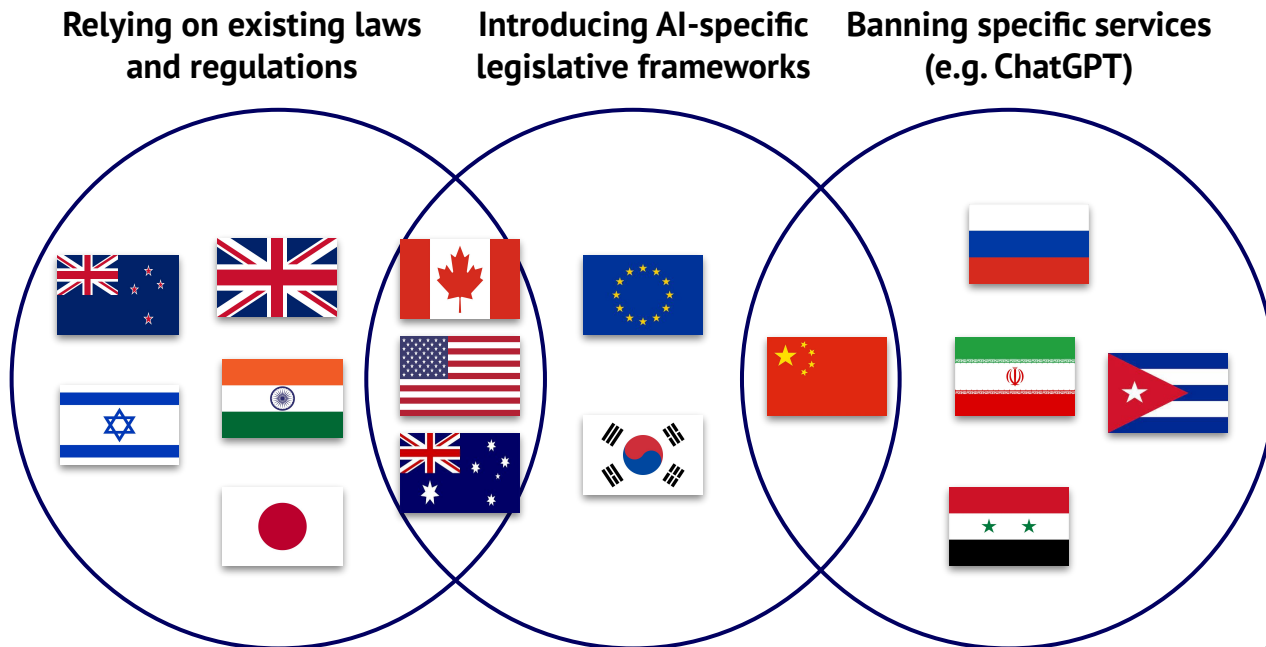 Relying on existing laws
and regulations
Introducing AI-specific
legislative frameworks
Banning specific services
(e.g. ChatGPT)